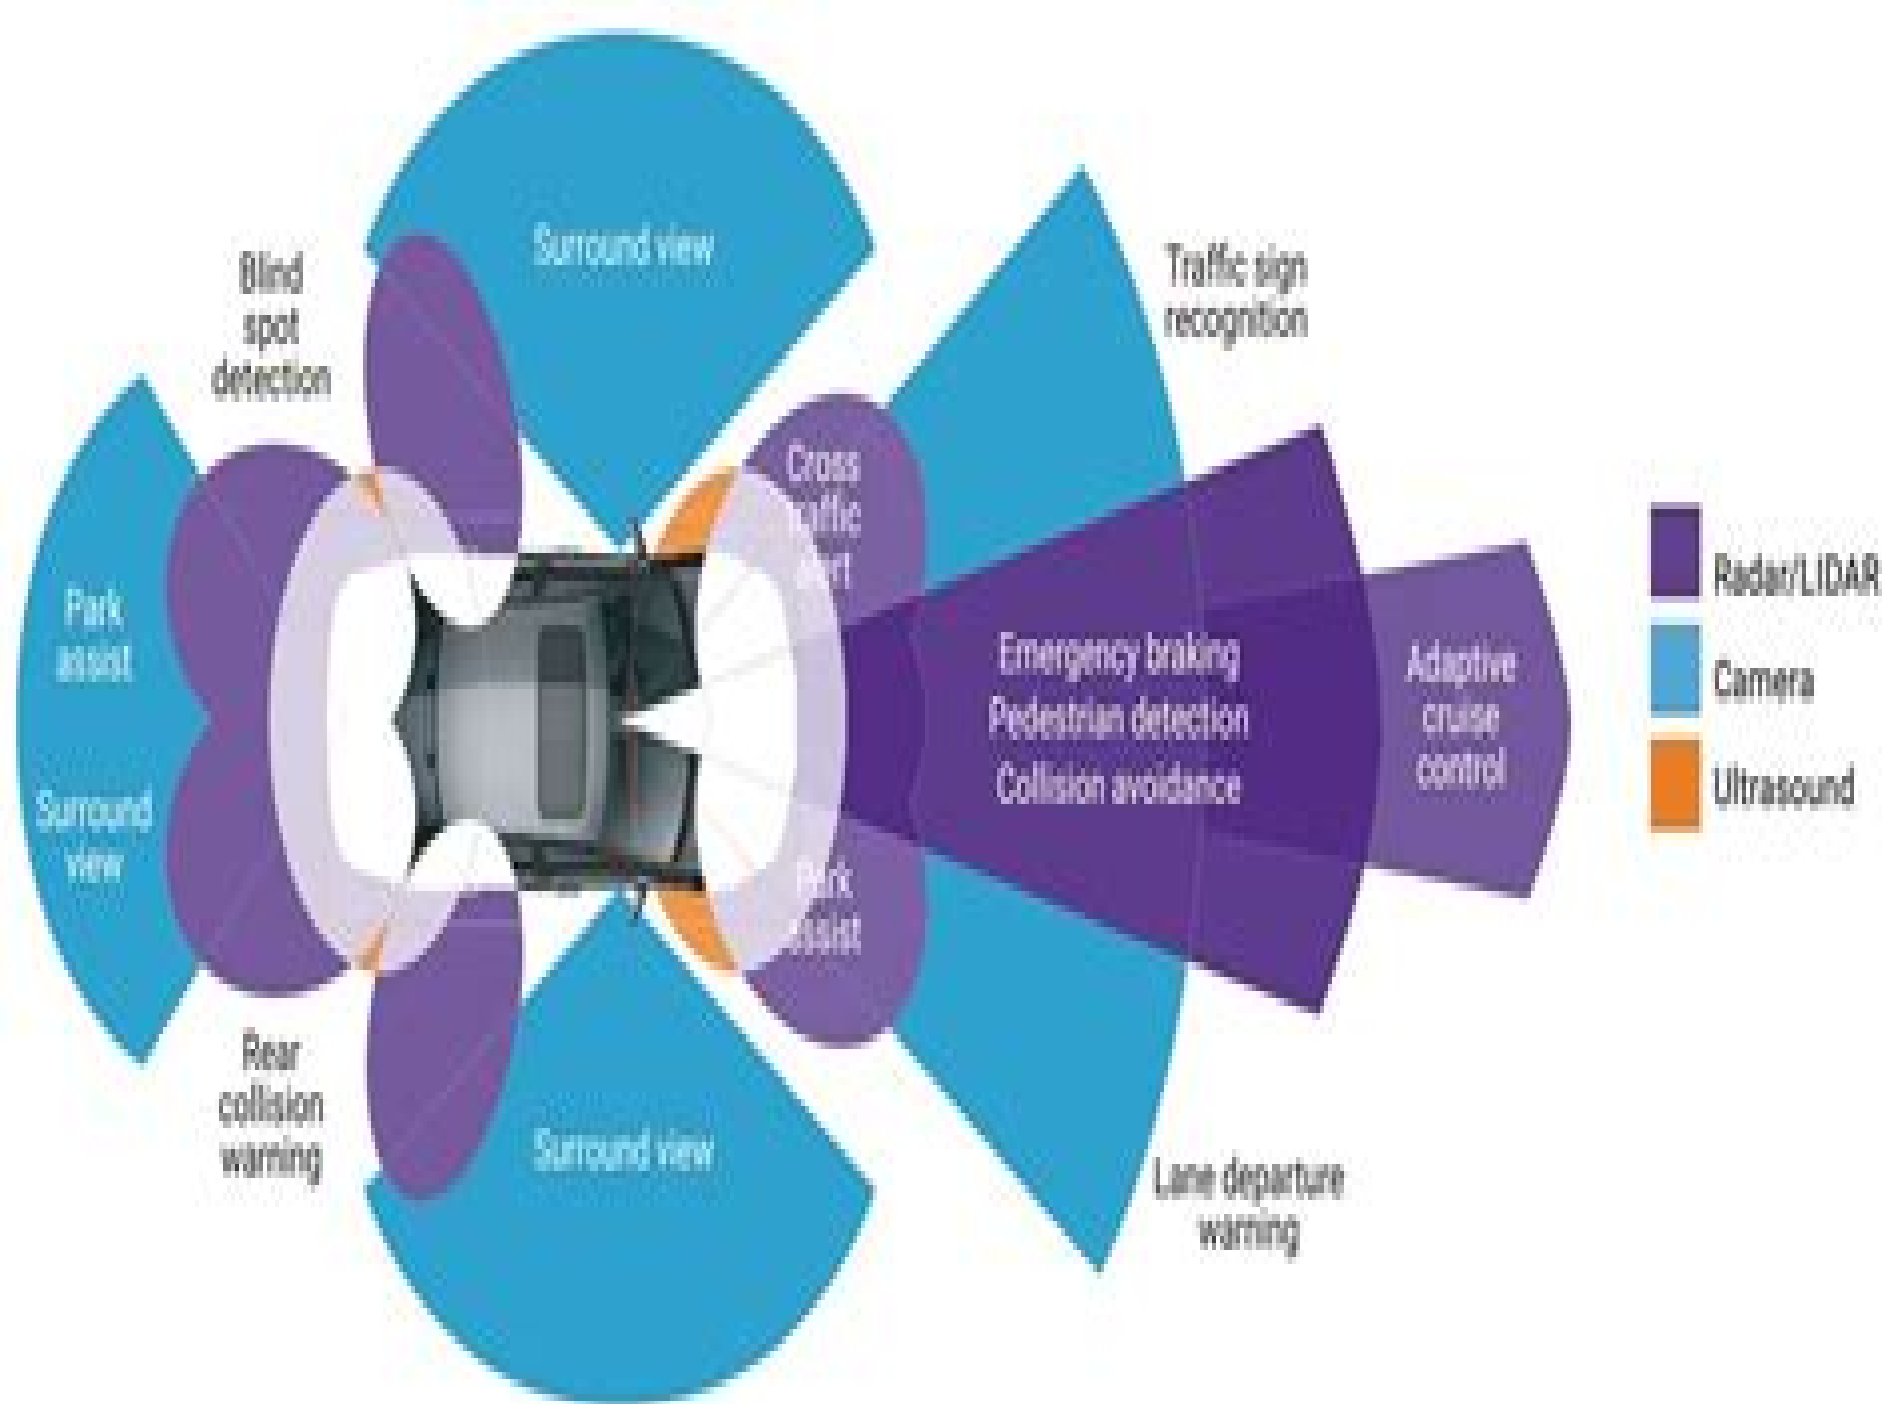 Surround view
Blind
spot
detection
Traffic sign
recognition
Cross
Park
assist
Surround
view
Emergency braking
Pedestrian detection
Collision avoidance
Adaptive
cruise
control
Radar/LIDAR
Camera
Ultrasound
Rear
collision
warning
Surround view
Lane departure
warning